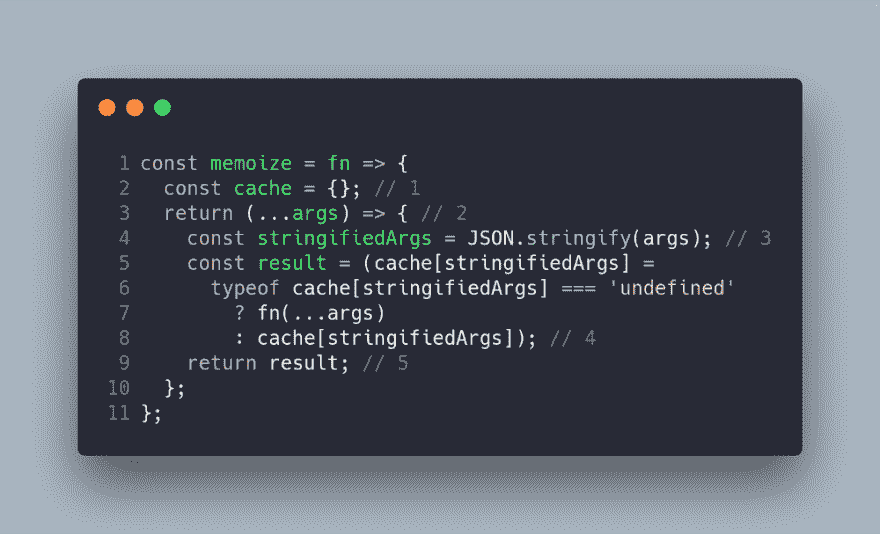 1 const memoize = fn => {
2   const cache = {}; // 1
3   return (...args) => { // 2
4     const stringifiedArgs = JSON.stringify(args); // 3
5     const result = (cache[stringifiedArgs] =
6       typeof cache[stringifiedArgs] === 'undefined'
7         ? fn(...args)
8         : cache[stringifiedArgs]); // 4
9     return result; // 5
10   };
11 };